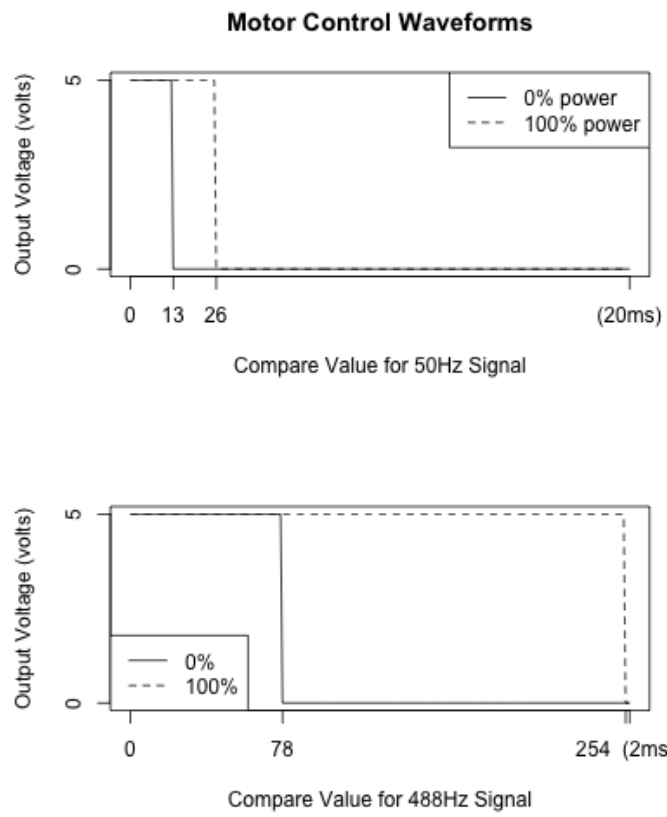 Motor Control Waveforms
Output Voltage (volts)
5
0
0% power
100% power
0 13 26 (20ms)
Compare Value for 50Hz Signal
Output Voltage (volts)
5
0
0%
100%
0 78 254 (2ms
Compare Value for 488Hz Signal